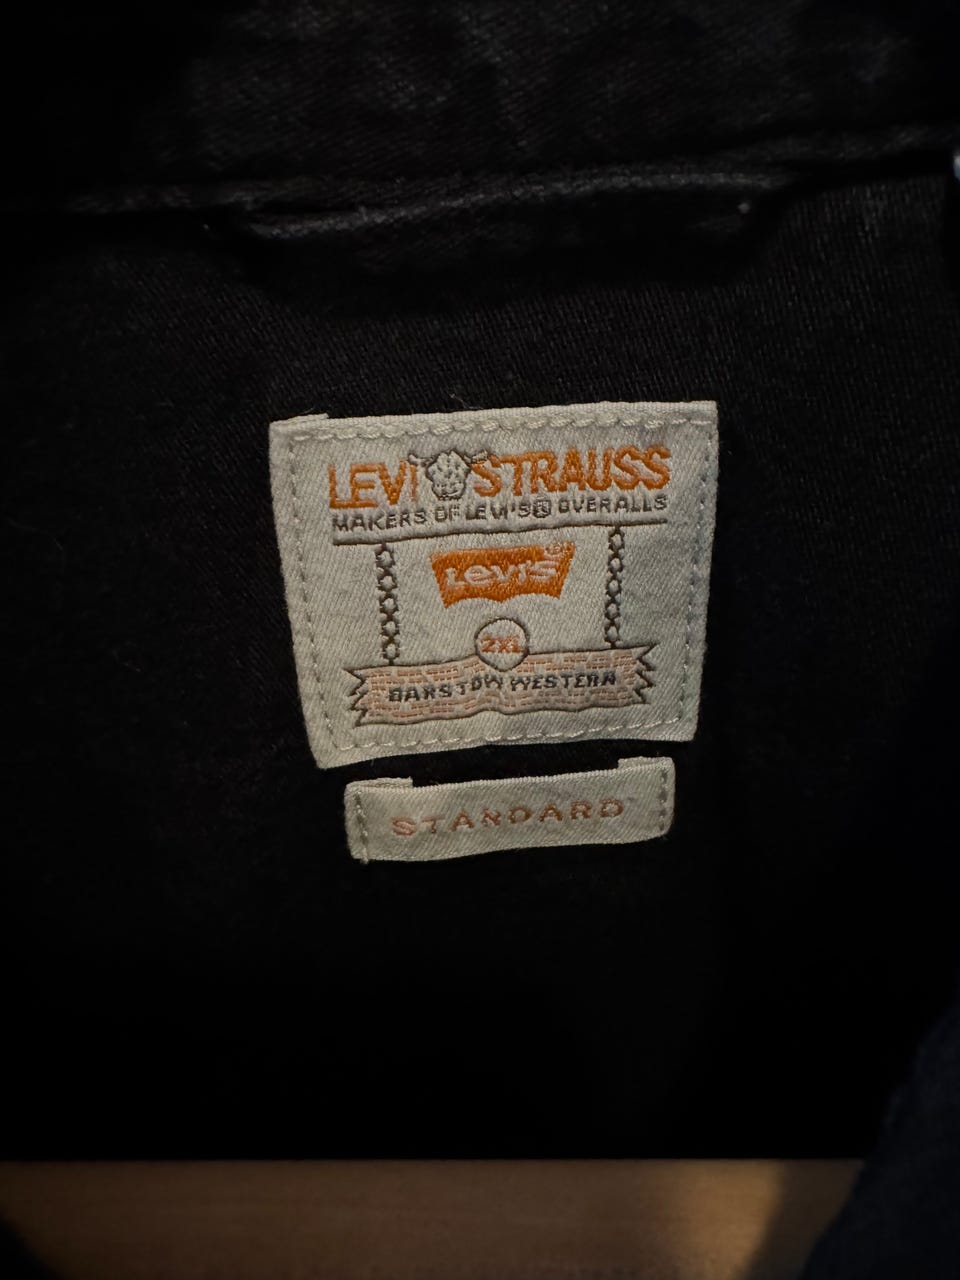 LEVI STRAUSS
MAKERS OF LEVI'S® OVERALLS
Levi's®
2XL
BARSTOW WESTERN
STANDARD